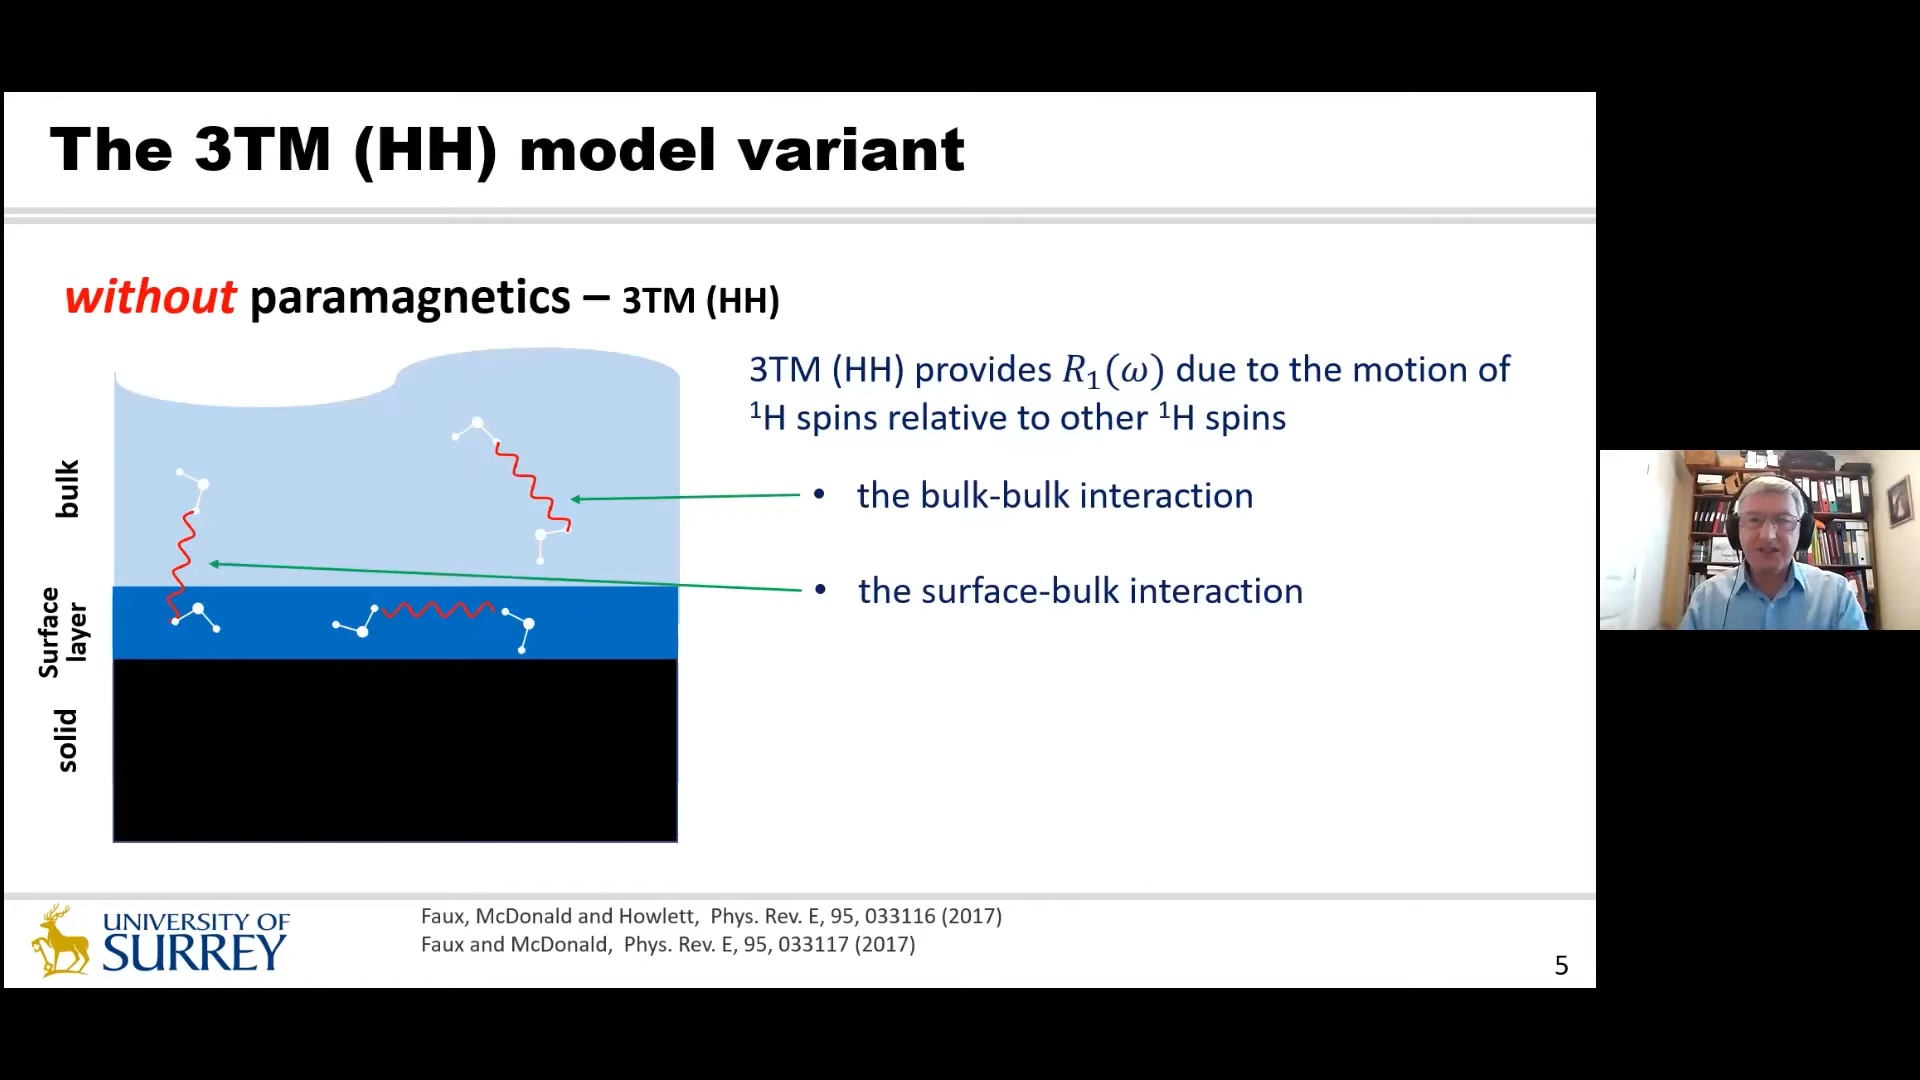 The 3TM (HH) model variant
without paramagnetics – 3TM (HH)
3TM (HH) provides R₁(ω) due to the motion of
¹H spins relative to other ¹H spins
• the bulk-bulk interaction
• the surface-bulk interaction
bulk
Surface
layer
solid
UNIVERSITY OF
SURREY
Faux, McDonald and Howlett, Phys. Rev. E, 95, 033116 (2017)
Faux and McDonald, Phys. Rev. E, 95, 033117 (2017)
5